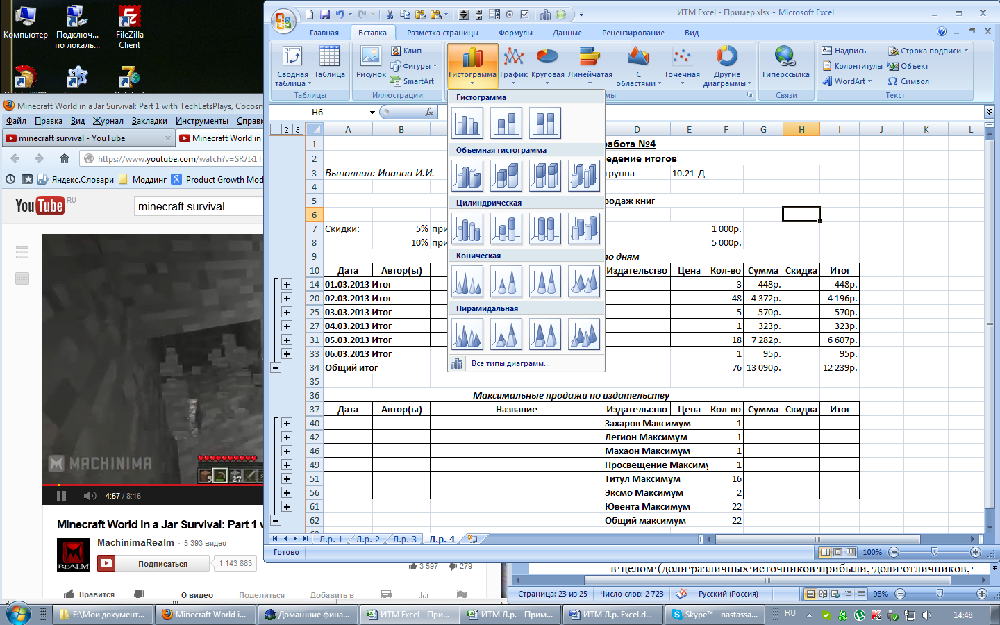 Компьютер
Подключ...
по локаль...
FileZilla
Client
ИТМ Excel - Пример.xlsx - Microsoft Excel
Главная
Вставка
Разметка страницы
Формулы
Данные
Рецензирование
Вид
Сводная
таблица
Таблица
Рисунок
Клип
Фигуры
SmartArt
Гистограмма
График
Круговая
Линейчатая
С
областями
Точечная
Другие
диаграммы
Гиперссылка
Надпись
Колонтитулы
WordArt
Строка подписи
Объект
Символ
Таблицы
Иллюстрации
Связи
Текст
H6
fx
Гистограмма
Объемная гистограмма
Цилиндрическая
Коническая
Пирамидальная
Все типы диаграмм...
1 2 3
A B D E F G H I J K L
1 работа №4
2 ведение итогов
3 Выполнил: Иванов И.И. группа 10.21-Д
4
5 родаж книг
6
7 Скидки: 5% при 1 000р.
8 10% при 5 000р.
9 по дням
10 Дата Автор(ы) Издательство Цена Кол-во Сумма Скидка Итог
14 01.03.2013 Итог 3 448р. 448р.
20 02.03.2013 Итог 48 4 372р. 4 196р.
25 03.03.2013 Итог 5 570р. 570р.
27 04.03.2013 Итог 1 323р. 323р.
31 05.03.2013 Итог 18 7 282р. 6 607р.
33 06.03.2013 Итог 1 95р. 95р.
34 Общий итог 76 13 090р. 12 239р.
35
36 Максимальные продажи по издательству
37 Дата Автор(ы) Название Издательство Цена Кол-во Сумма Скидка Итог
40 Захаров Максимум 1
42 Легион Максимум 1
46 Махаон Максимум 1
49 Просвещение Максиму 1
51 Титул Максимум 16
56 Эксмо Максимум 2
61 Ювента Максимум 22
62 Общий максимум 22
Л.р. 1 Л.р. 2 Л.р. 3 Л.р. 4
Готово
100%
Minecraft World in a Jar Survival: Part 1 with TechLetsPlays, Cocosm
Файл Правка Вид Журнал Закладки Инструменты Справк
minecraft survival - YouTube
Minecraft World in
https://www.youtube.com/watch?v=SR7Ix1T
Яндекс.Словари
Моддинг
Product Growth Mod
YouTube RU
minecraft survival
MACHINIMA
5
27
4:57 / 8:16
Minecraft World in a Jar Survival: Part 1 v
MachinimaRealm · 5 393 видео
REALM
Подписаться
1 143 883
3 597
279
Нравится
О видео
Поделиться
Добавить в
в·целом·(доли·различных·источников·прибыли,·доли·отличников,·
Страница: 23 из 25
Число слов: 2 723
Русский (Россия)
98%
E:\Мои документ...
Minecraft World i...
Домашние фина...
ИТМ Excel - При...
ИТМ Л.р. - Прим...
ИТМ Л.р. Excel.d...
Skype™ - nastassa...
RU
14:48